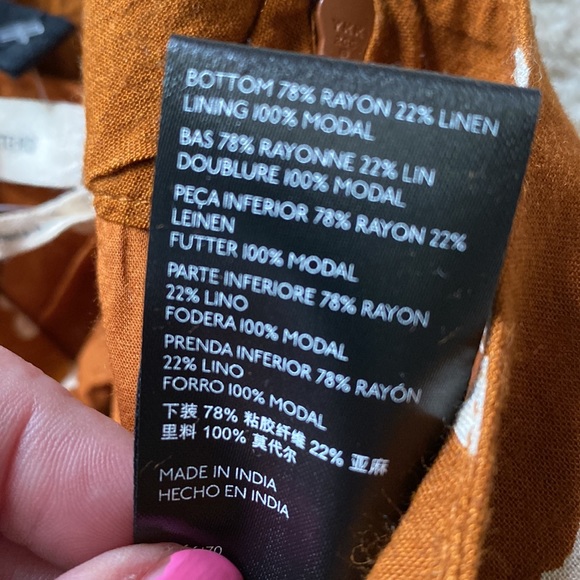 BOTTOM 78% RAYON 22% LINEN
LINING 100% MODAL
BAS 78% RAYONNE 22% LIN
DOUBLURE 100% MODAL
PEÇA INFERIOR 78% RAYON 22%
LEINEN
FUTTER 100% MODAL
PARTE INFERIORE 78% RAYON
22% LINO
FODERA 100% MODAL
PRENDA INFERIOR 78% RAYÓN
22% LINO
FORRO 100% MODAL
下装 78% 粘胶纤维 22% 亚麻
里料 100% 莫代尔
MADE IN INDIA
HECHO EN INDIA